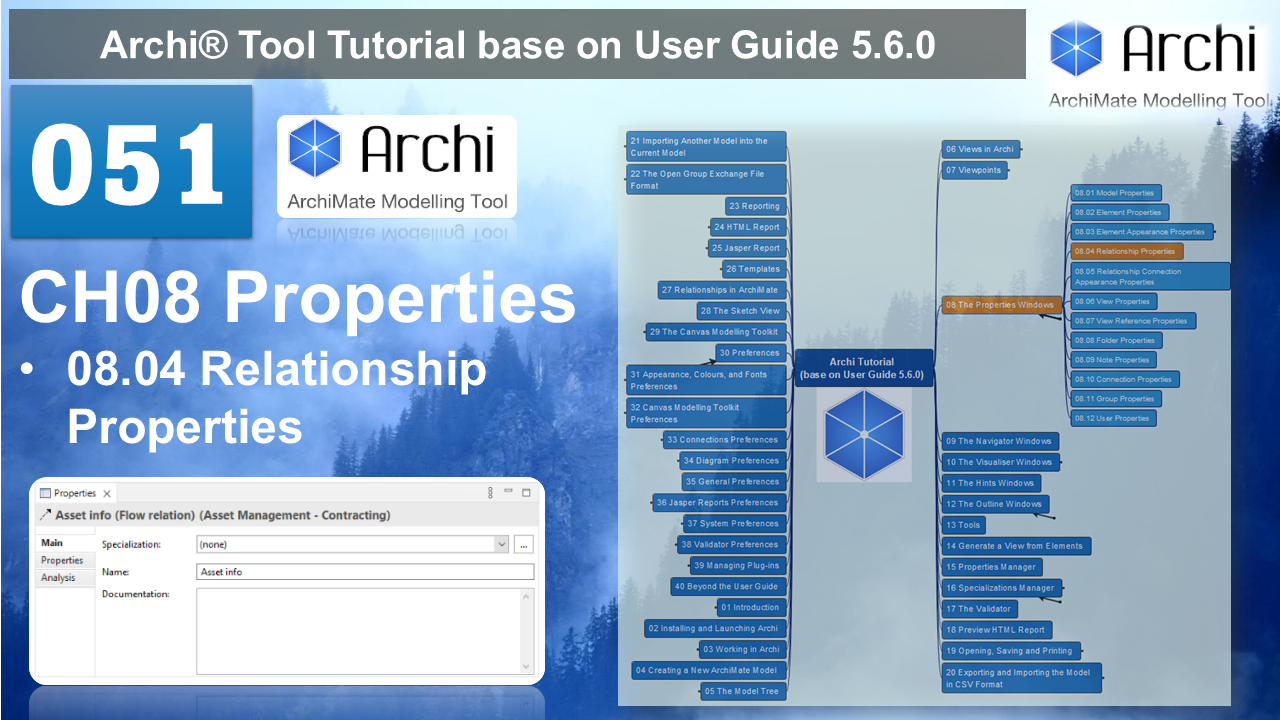 Archi® Tool Tutorial base on User Guide 5.6.0
Archi
ArchiMate Modelling Tool
051
Archi
ArchiMate Modelling Tool
CH08 Properties
• 08.04 Relationship
Properties
Properties
Asset info (Flow relation) (Asset Management - Contracting)
Main
Properties
Analysis
Specialization:
(none)
...
Name:
Asset info
Documentation:
21 Importing Another Model into the
Current Model
22 The Open Group Exchange File
Format
23 Reporting
24 HTML Report
25 Jasper Report
26 Templates
27 Relationships in ArchiMate
28 The Sketch View
29 The Canvas Modelling Toolkit
30 Preferences
31 Appearance, Colours, and Fonts
Preferences
32 Canvas Modelling Toolkit
Preferences
33 Connections Preferences
34 Diagram Preferences
35 General Preferences
36 Jasper Reports Preferences
37 System Preferences
38 Validator Preferences
39 Managing Plug-ins
40 Beyond the User Guide
01 Introduction
02 Installing and Launching Archi
03 Working in Archi
04 Creating a New ArchiMate Model
05 The Model Tree
Archi Tutorial
(base on User Guide 5.6.0)
06 Views in Archi
07 Viewpoints
08 The Properties Windows
08.01 Model Properties
08.02 Element Properties
08.03 Element Appearance Properties
08.04 Relationship Properties
08.05 Relationship Connection
Appearance Properties
08.06 View Properties
08.07 View Reference Properties
08.08 Folder Properties
08.09 Note Properties
08.10 Connection Properties
08.11 Group Properties
08.12 User Properties
09 The Navigator Windows
10 The Visualiser Windows
11 The Hints Windows
12 The Outline Windows
13 Tools
14 Generate a View from Elements
15 Properties Manager
16 Specializations Manager
17 The Validator
18 Preview HTML Report
19 Opening, Saving and Printing
20 Exporting and Importing the Model
in CSV Format